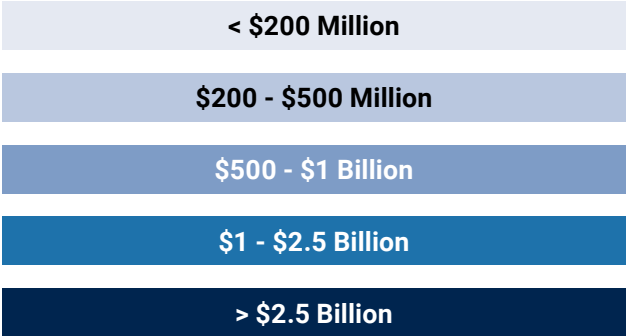 < $200 Million
$200 - $500 Million
$500 - $1 Billion
$1 - $2.5 Billion
> $2.5 Billion